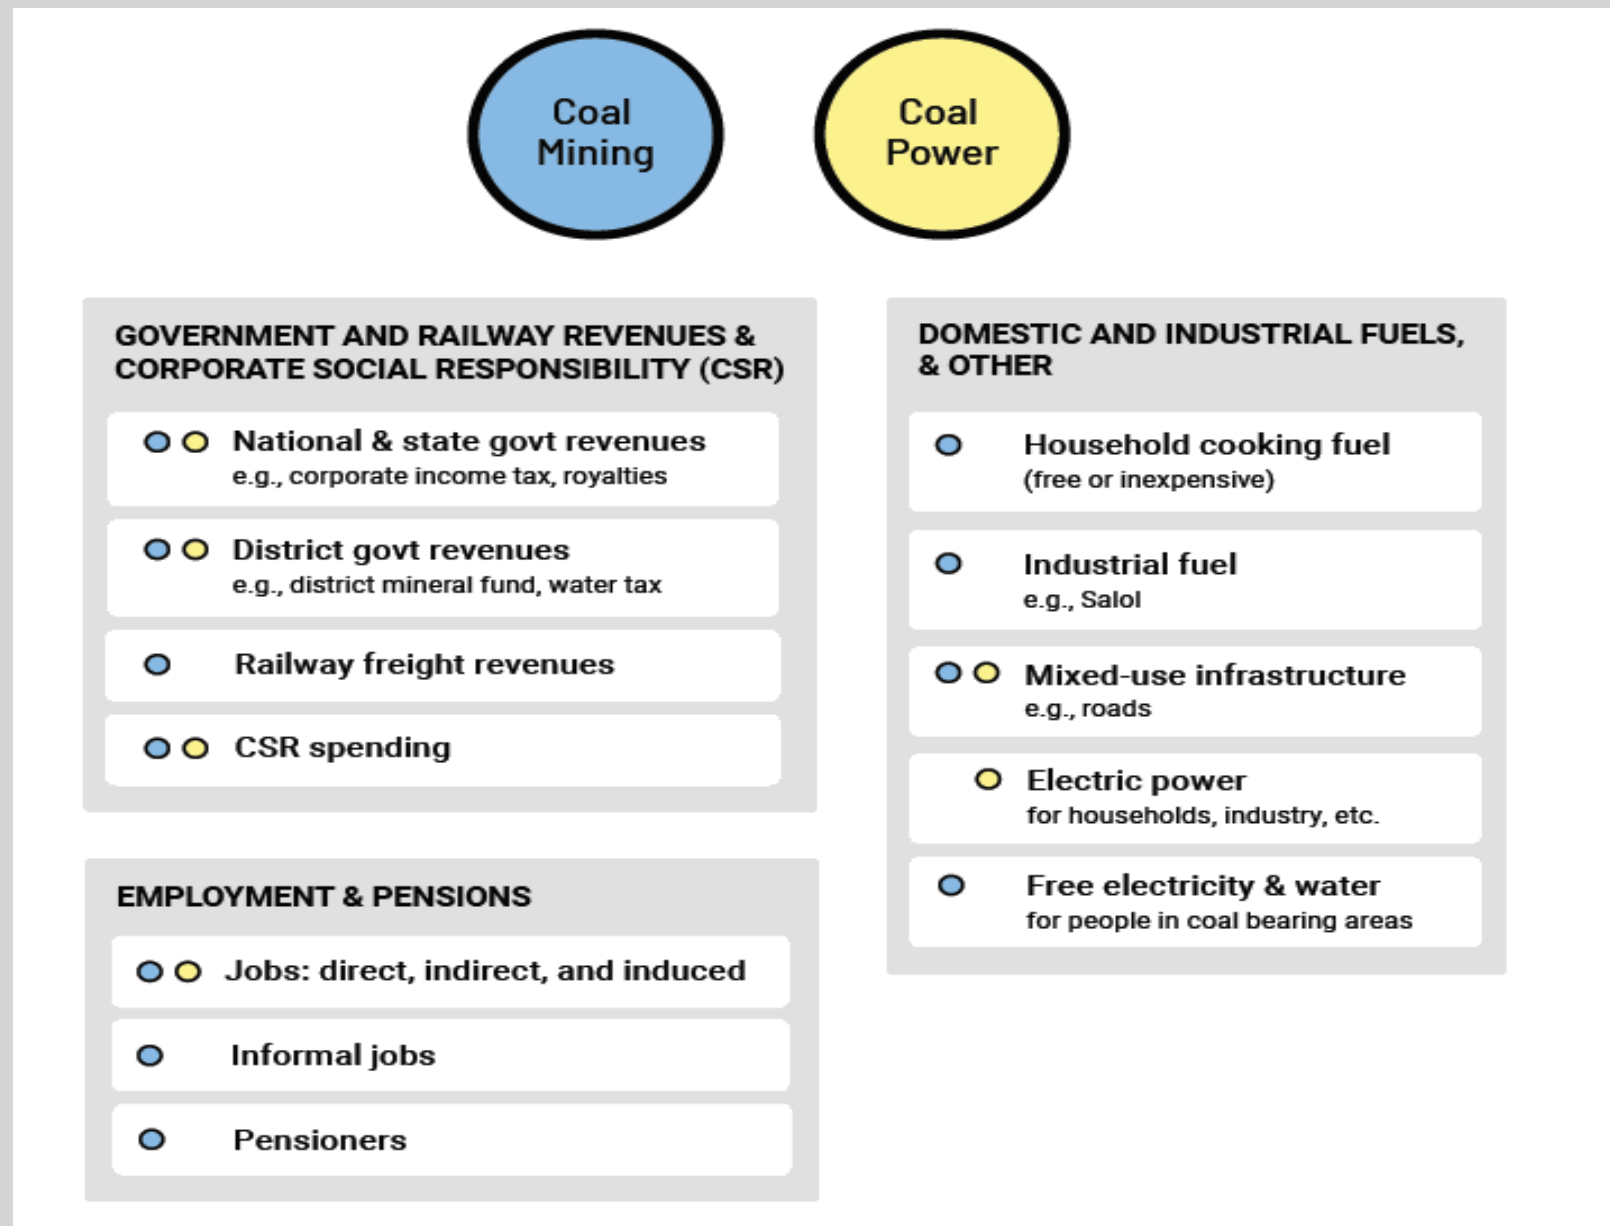 Coal
Mining
Coal
Power
GOVERNMENT AND RAILWAY REVENUES &
CORPORATE SOCIAL RESPONSIBILITY (CSR)
National & state govt revenues
e.g., corporate income tax, royalties
District govt revenues
e.g., district mineral fund, water tax
Railway freight revenues
CSR spending
EMPLOYMENT & PENSIONS
Jobs: direct, indirect, and induced
Informal jobs
Pensioners
DOMESTIC AND INDUSTRIAL FUELS,
& OTHER
Household cooking fuel
(free or inexpensive)
Industrial fuel
e.g., Salol
Mixed-use infrastructure
e.g., roads
Electric power
for households, industry, etc.
Free electricity & water
for people in coal bearing areas